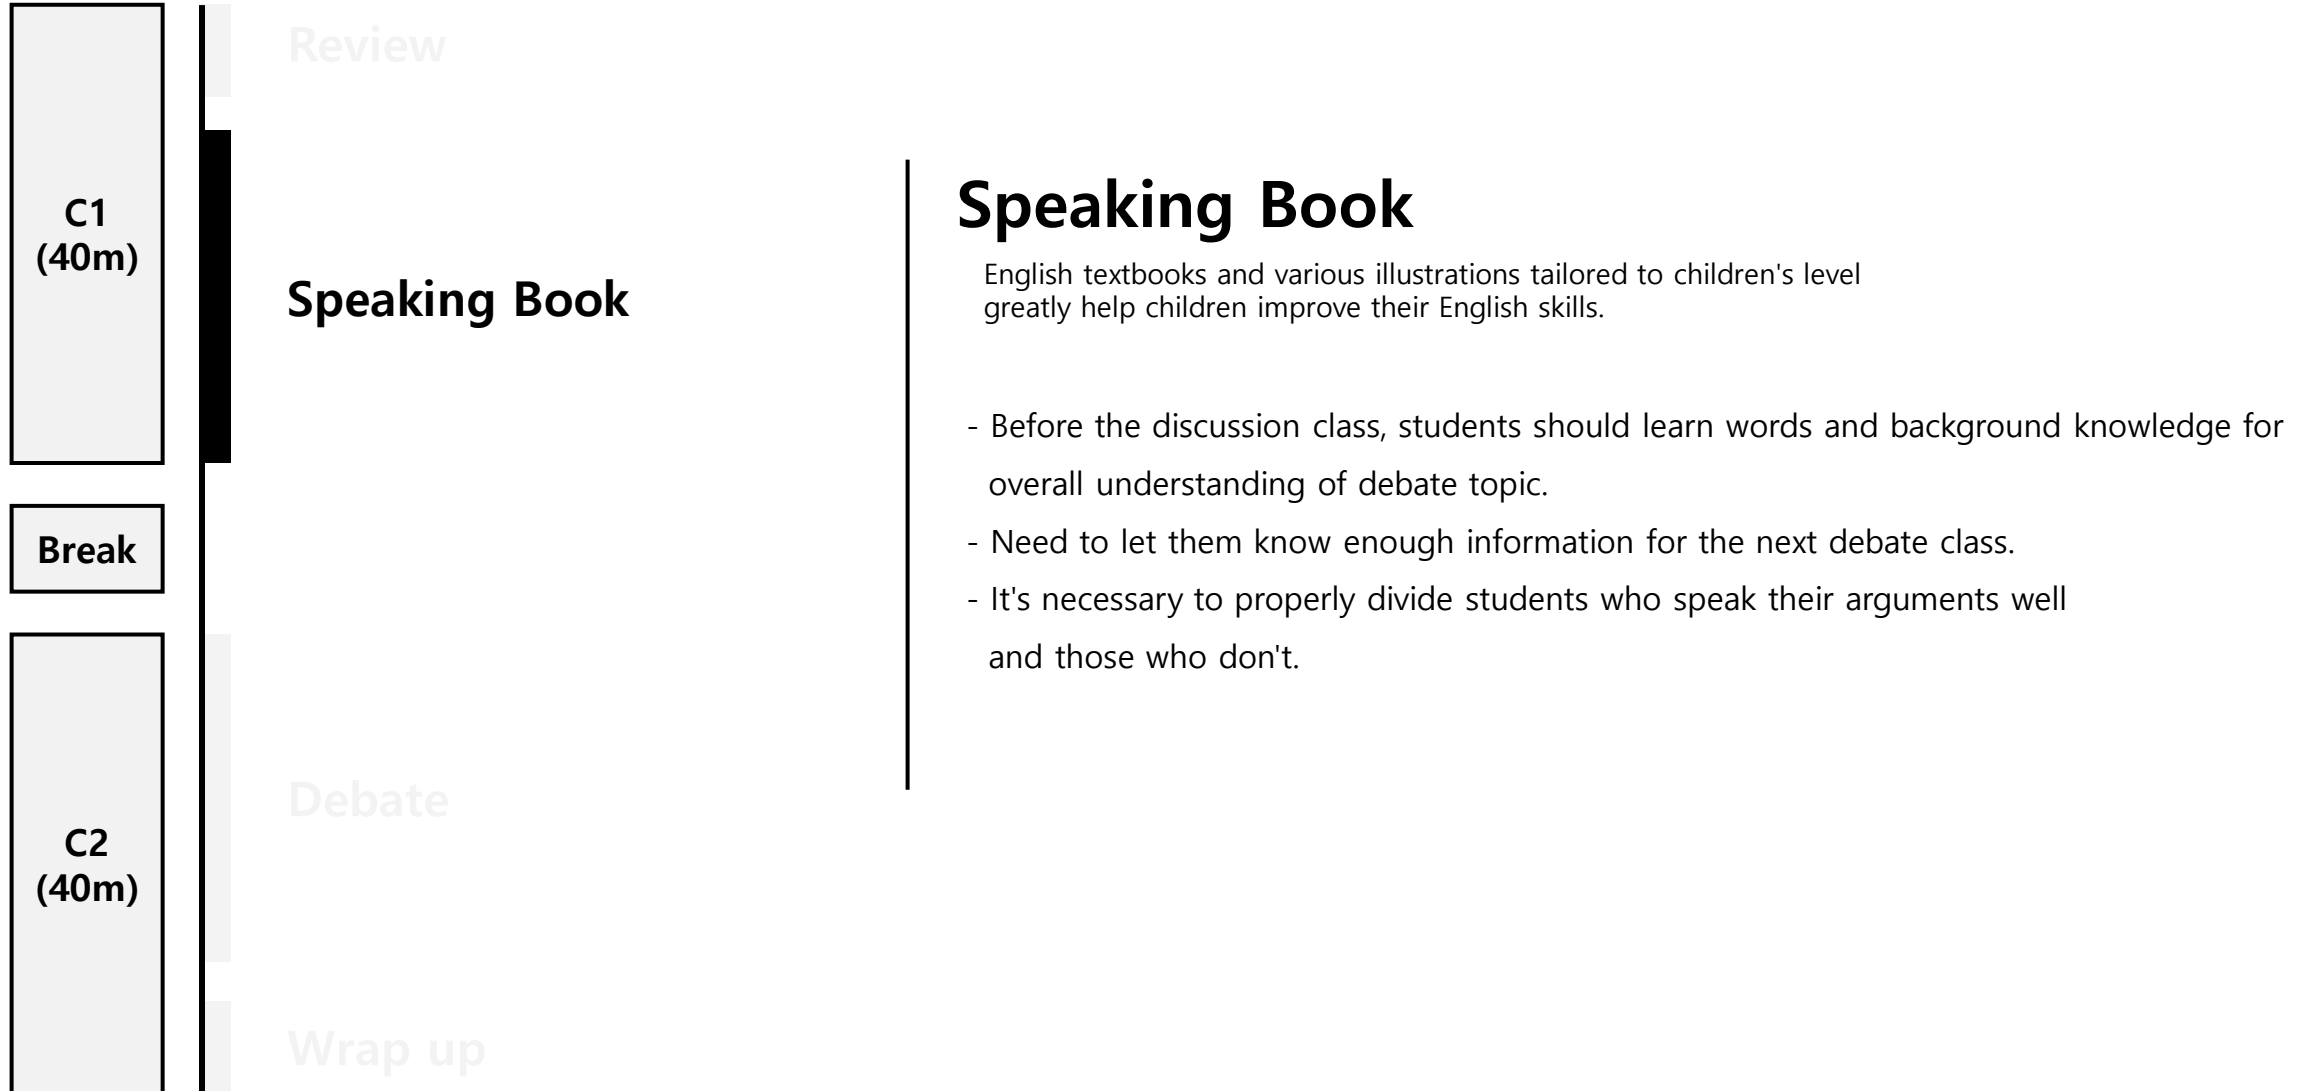 C1
(40m)
Break
C2
(40m)
Review
Speaking Book
Debate
Wrap up
Speaking Book
English textbooks and various illustrations tailored to children's level
greatly help children improve their English skills.
- Before the discussion class, students should learn words and background knowledge for
overall understanding of debate topic.
- Need to let them know enough information for the next debate class.
- It's necessary to properly divide students who speak their arguments well
and those who don't.